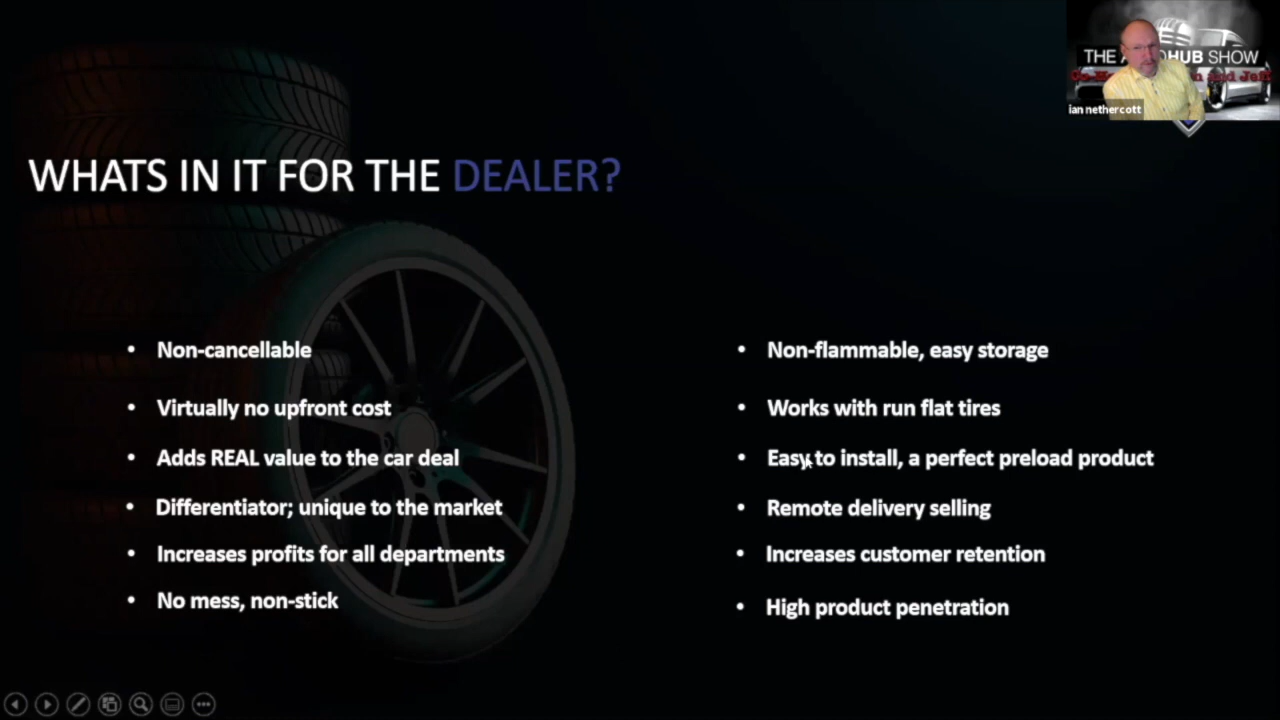 THE A HUB SHOW
ian nethercott
WHATS IN IT FOR THE DEALER?
Non-cancellable
Virtually no upfront cost
Adds REAL value to the car deal
Differentiator; unique to the market
Increases profits for all departments
No mess, non-stick
Non-flammable, easy storage
Works with run flat tires
Easy to install, a perfect preload product
Remote delivery selling
Increases customer retention
High product penetration